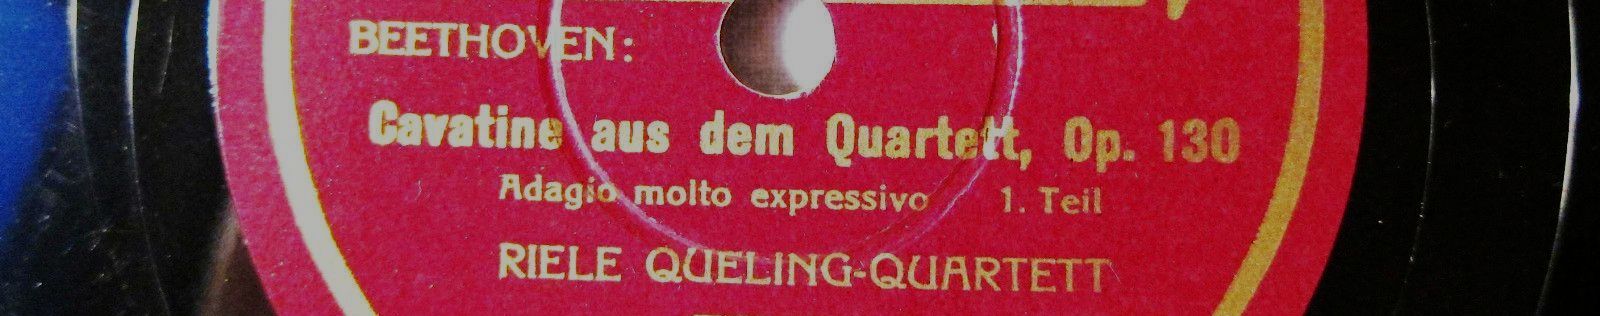 BEETHOVEN:
Cavatine aus dem Quartett, Op. 130
Adagio molto expressivo 1. Teil
RIELE QUELING-QUARTETT